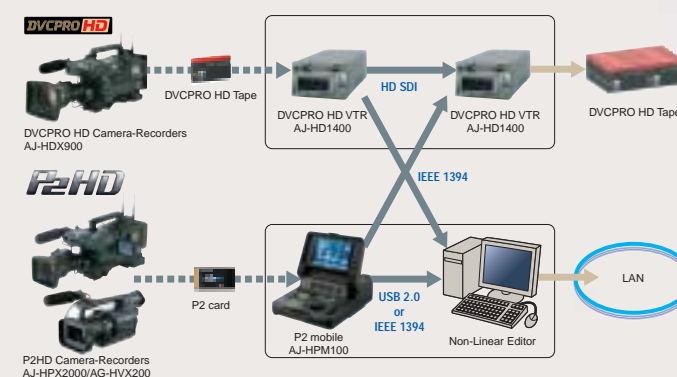 DVCPRO HD
DVCPRO HD Tape
DVCPRO HD Camera-Recorders
AJ-HDX900
DVCPRO HD VTR
AJ-HD1400
HD SDI
DVCPRO HD VTR
AJ-HD1400
DVCPRO HD Tape
IEEE 1394
P2HD
P2 card
P2HD Camera-Recorders
AJ-HPX2000/AG-HVX200
P2 mobile
AJ-HPM100
USB 2.0
or
IEEE 1394
Non-Linear Editor
LAN